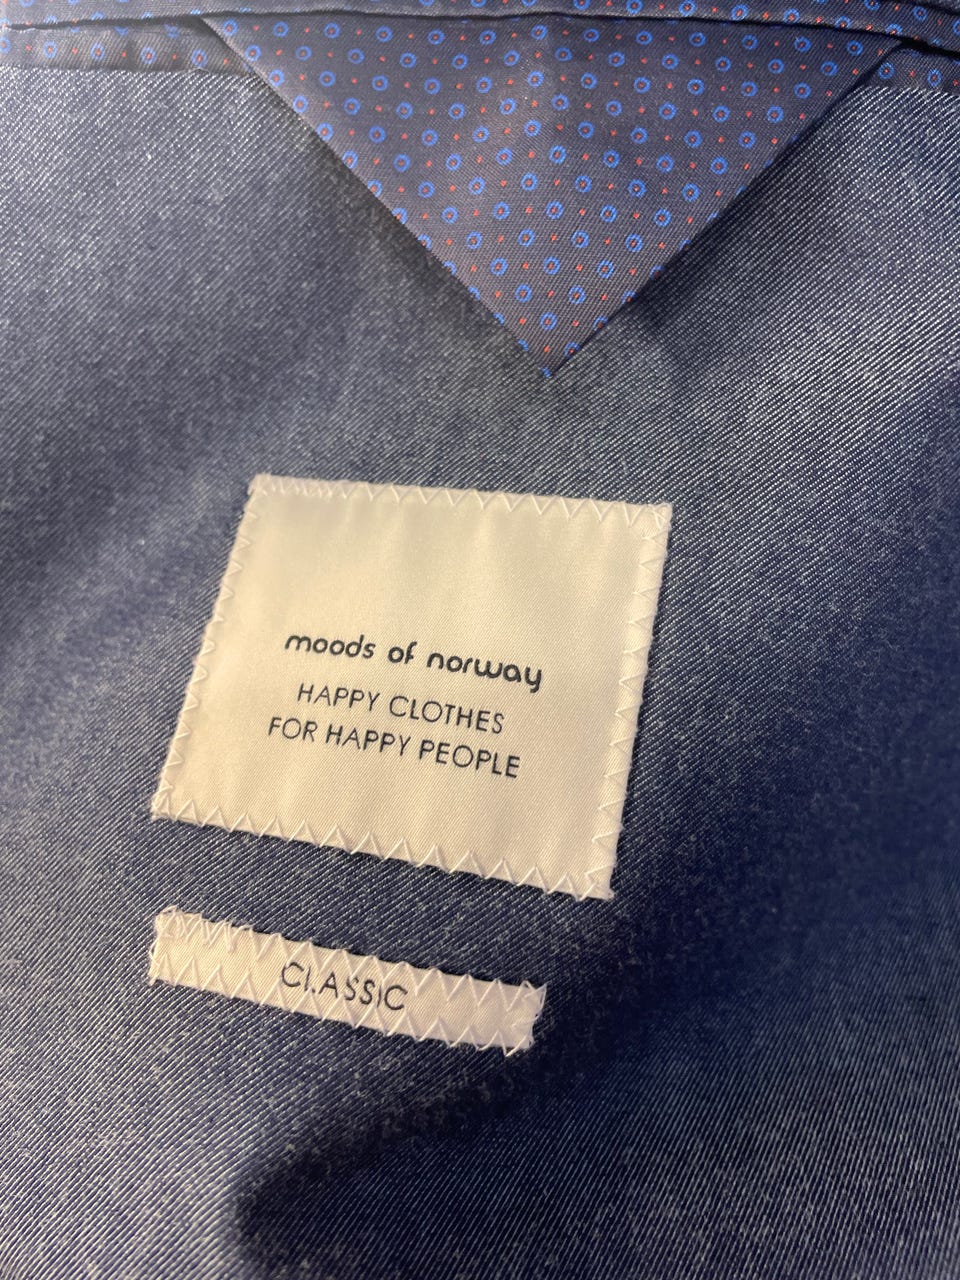 moods of norway
HAPPY CLOTHES
FOR HAPPY PEOPLE
CLASSIC